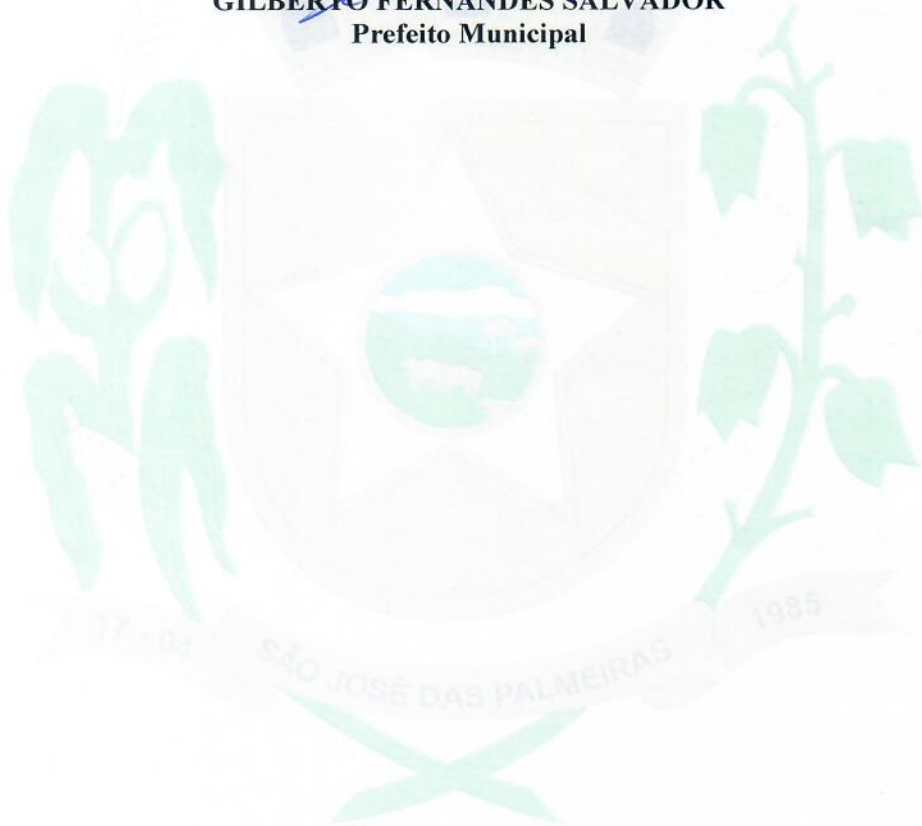 GILBERTO FERNANDES SALVADOR
Prefeito Municipal
17 - 04 SÃO JOSÉ DAS PALMEIRAS 1985